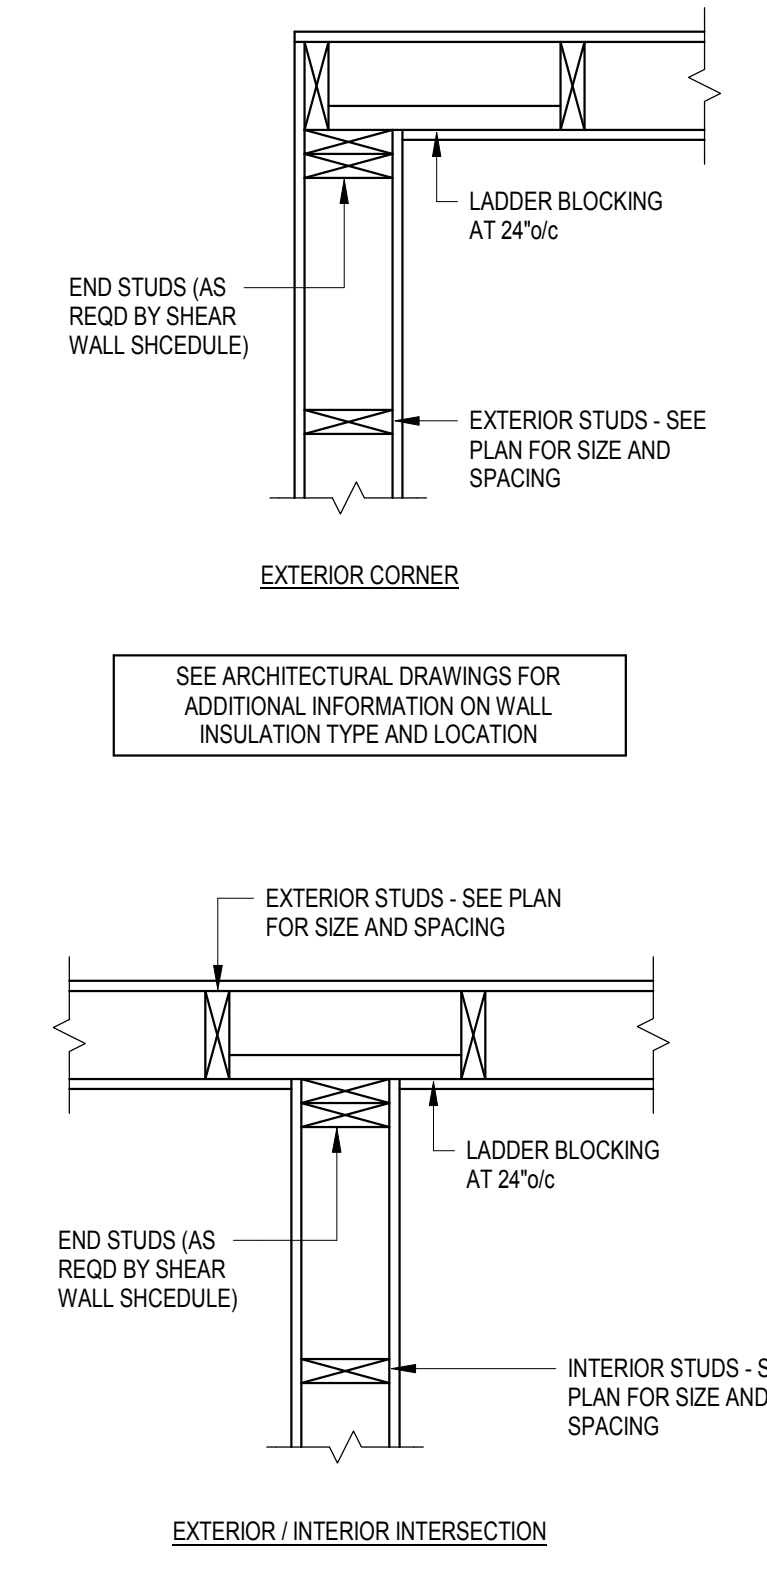 LADDER BLOCKING
AT 24"o/c
END STUDS (AS
REQD BY SHEAR
WALL SHCEDULE)
EXTERIOR STUDS - SEE
PLAN FOR SIZE AND
SPACING
EXTERIOR CORNER
SEE ARCHITECTURAL DRAWINGS FOR
ADDITIONAL INFORMATION ON WALL
INSULATION TYPE AND LOCATION
EXTERIOR STUDS - SEE PLAN
FOR SIZE AND SPACING
LADDER BLOCKING
AT 24"o/c
END STUDS (AS
REQD BY SHEAR
WALL SHCEDULE)
INTERIOR STUDS -
PLAN FOR SIZE AND
SPACING
EXTERIOR / INTERIOR INTERSECTION